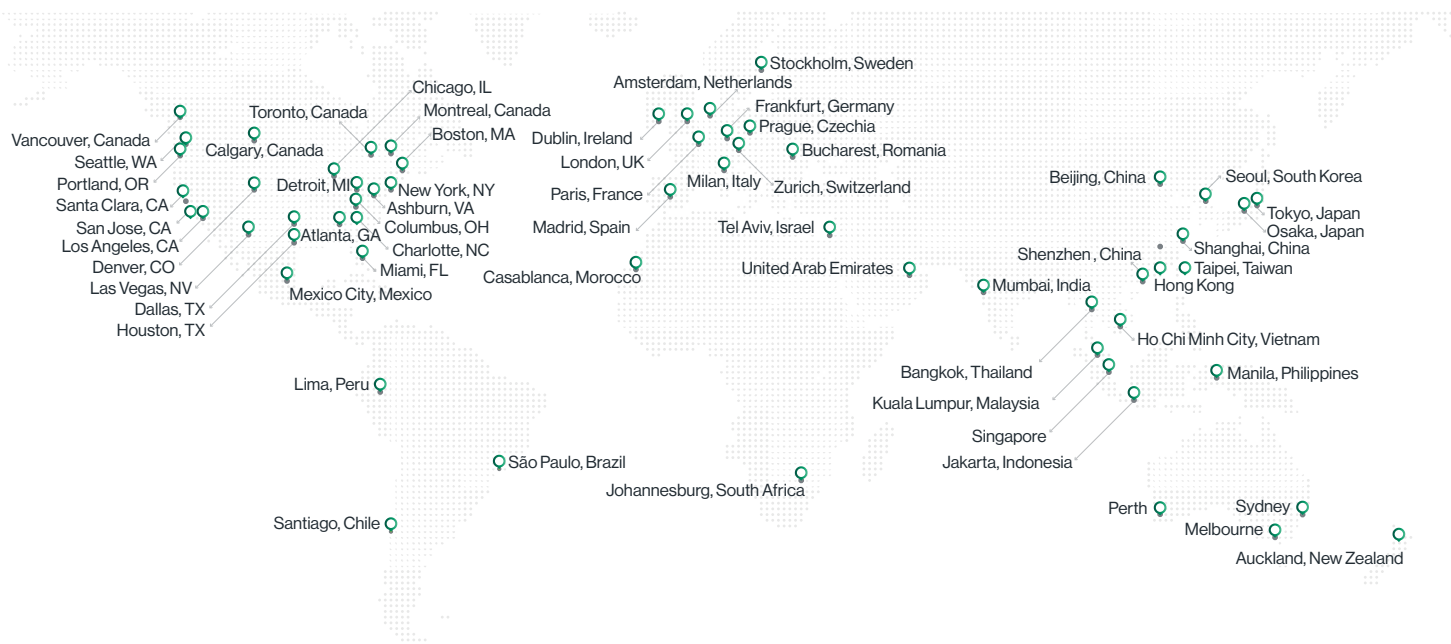 Stockholm, Sweden
Amsterdam, Netherlands
Chicago, IL
Toronto, Canada
Montreal, Canada
Frankfurt, Germany
Prague, Czechia
Boston, MA
Dublin, Ireland
Vancouver, Canada
Calgary, Canada
Bucharest, Romania
Seattle, WA
London, UK
Portland, OR
Detroit, MI
New York, NY
Milan, Italy
Zurich, Switzerland
Paris, France
Beijing, China
Seoul, South Korea
Santa Clara, CA
Ashburn, VA
Tokyo, Japan
San Jose, CA
Columbus, OH
Madrid, Spain
Tel Aviv, Israel
Osaka, Japan
Los Angeles, CA
Atlanta, GA
Charlotte, NC
Shanghai, China
Shenzhen , China
Denver, CO
Miami, FL
Casablanca, Morocco
United Arab Emirates
Taipei, Taiwan
Las Vegas, NV
Mexico City, Mexico
Mumbai, India
Hong Kong
Dallas, TX
Houston, TX
Ho Chi Minh City, Vietnam
Bangkok, Thailand
Manila, Philippines
Lima, Peru
Kuala Lumpur, Malaysia
Singapore
São Paulo, Brazil
Jakarta, Indonesia
Johannesburg, South Africa
Perth
Sydney
Santiago, Chile
Melbourne
Auckland, New Zealand